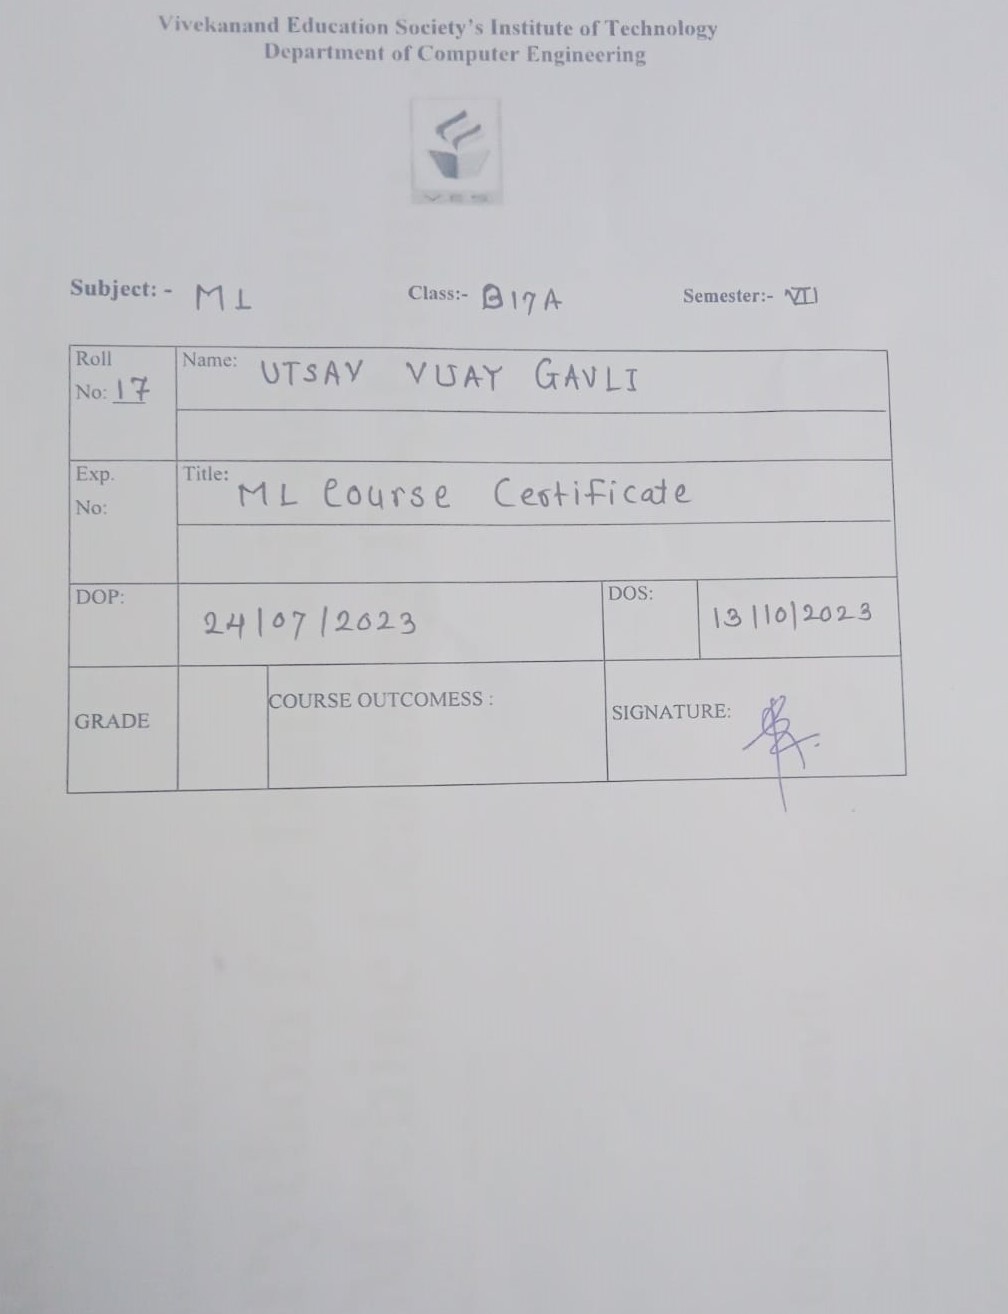 Vivekanand Education Society's Institute of Technology
Department of Computer Engineering
V E S
Subject: - ML Class:- B17A Semester:- VII
Roll No: 17
Name: UTSAV VIJAY GAVLI
Exp. No:
Title: ML Course Certificate
DOP: 24/07/2023
DOS: 13/10/2023
GRADE
COURSE OUTCOMESS :
SIGNATURE: